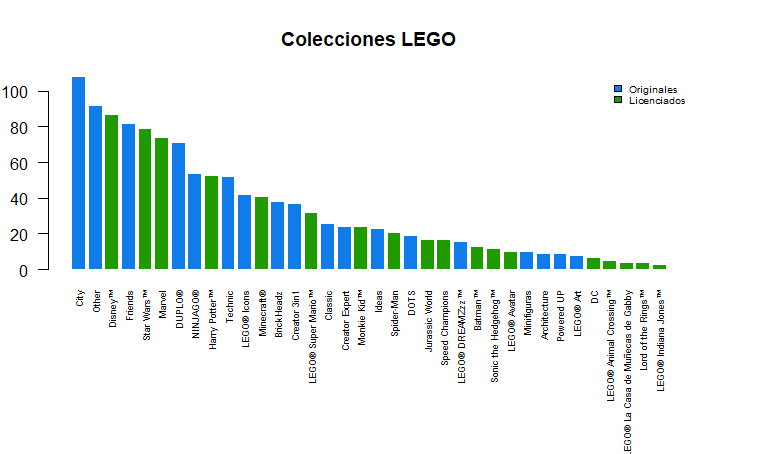 Colecciones LEGO
Originales
Licenciados
100
80
60
40
20
0
City
Other
Disney™
Friends
Star Wars™
Marvel
DUPLO®
NINJAGO®
Harry Potter™
Technic
LEGO® Icons
Minecraft®
BrickHeadz
Creator 3in1
LEGO® Super Mario™
Classic
Creator Expert
Monkie Kid™
Ideas
Spider-Man
DOTS
Jurassic World
Speed Champions
LEGO® DREAMZzz™
Batman™
Sonic the Hedgehog™
LEGO® Avatar
Minifiguras
Architecture
Powered UP
LEGO® Art
DC
LEGO® Animal Crossing™
LEGO® La Casa de Muñecas de Gabby
Lord of the Rings™
LEGO® Indiana Jones™